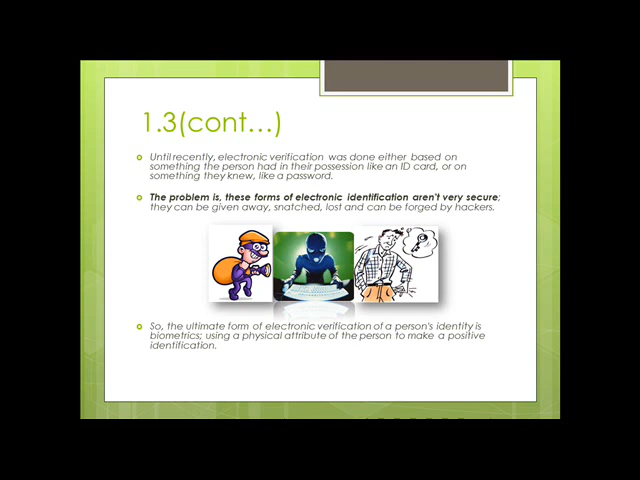 1.3(cont…)
Until recently, electronic verification was done either based on
something the person had in their possession like an ID card, or on
something they knew, like a password.
The problem is, these forms of electronic identification aren't very secure;
they can be given away, snatched, lost and can be forged by hackers.
So, the ultimate form of electronic verification of a person's identity is
biometrics; using a physical attribute of the person to make a positive
identification.